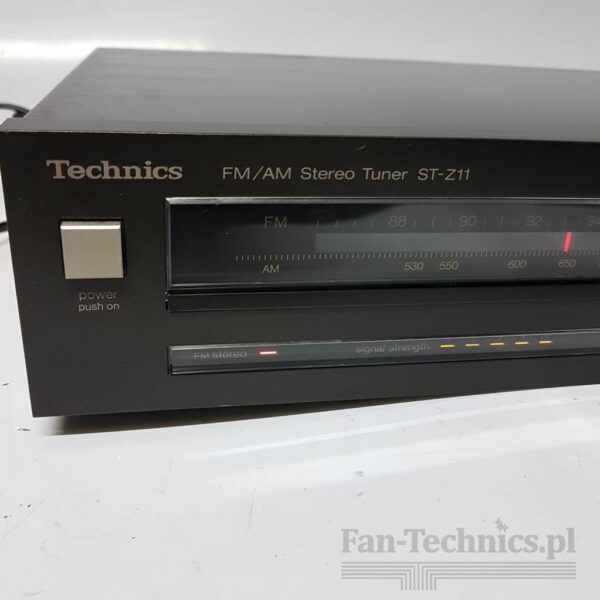 Technics FM/AM Stereo Tuner ST-Z11
FM 88 90 92 94
AM 530 550 600 650
power
push on
FM stereo signal strength
Fan-Technics.pl